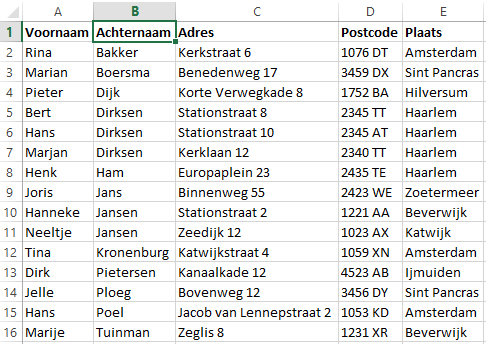 A B C D E
1 Voornaam Achternaam Adres Postcode Plaats
2 Rina Bakker Kerkstraat 6 1076 DT Amsterdam
3 Marian Boersma Benedenweg 17 3459 DX Sint Pancras
4 Pieter Dijk Korte Verwegkade 8 1752 BA Hilversum
5 Bert Dirksen Stationstraat 8 2345 TT Haarlem
6 Hans Dirksen Stationstraat 10 2345 AT Haarlem
7 Marjan Dirksen Kerklaan 12 2340 TT Haarlem
8 Henk Ham Europaplein 23 2435 TE Haarlem
9 Joris Jans Binnenweg 55 2423 WE Zoetermeer
10 Hanneke Jansen Stationstraat 2 1221 AA Beverwijk
11 Neeltje Jansen Zeedijk 12 1023 AX Katwijk
12 Tina Kronenburg Katwijkstraat 4 1059 XN Amsterdam
13 Dirk Pietersen Kanaalkade 12 4523 AB Ijmuiden
14 Jelle Ploeg Bovenweg 12 3456 DY Sint Pancras
15 Hans Poel Jacob van Lennepstraat 2 1053 KD Amsterdam
16 Marije Tuinman Zeglis 8 1231 XR Beverwijk